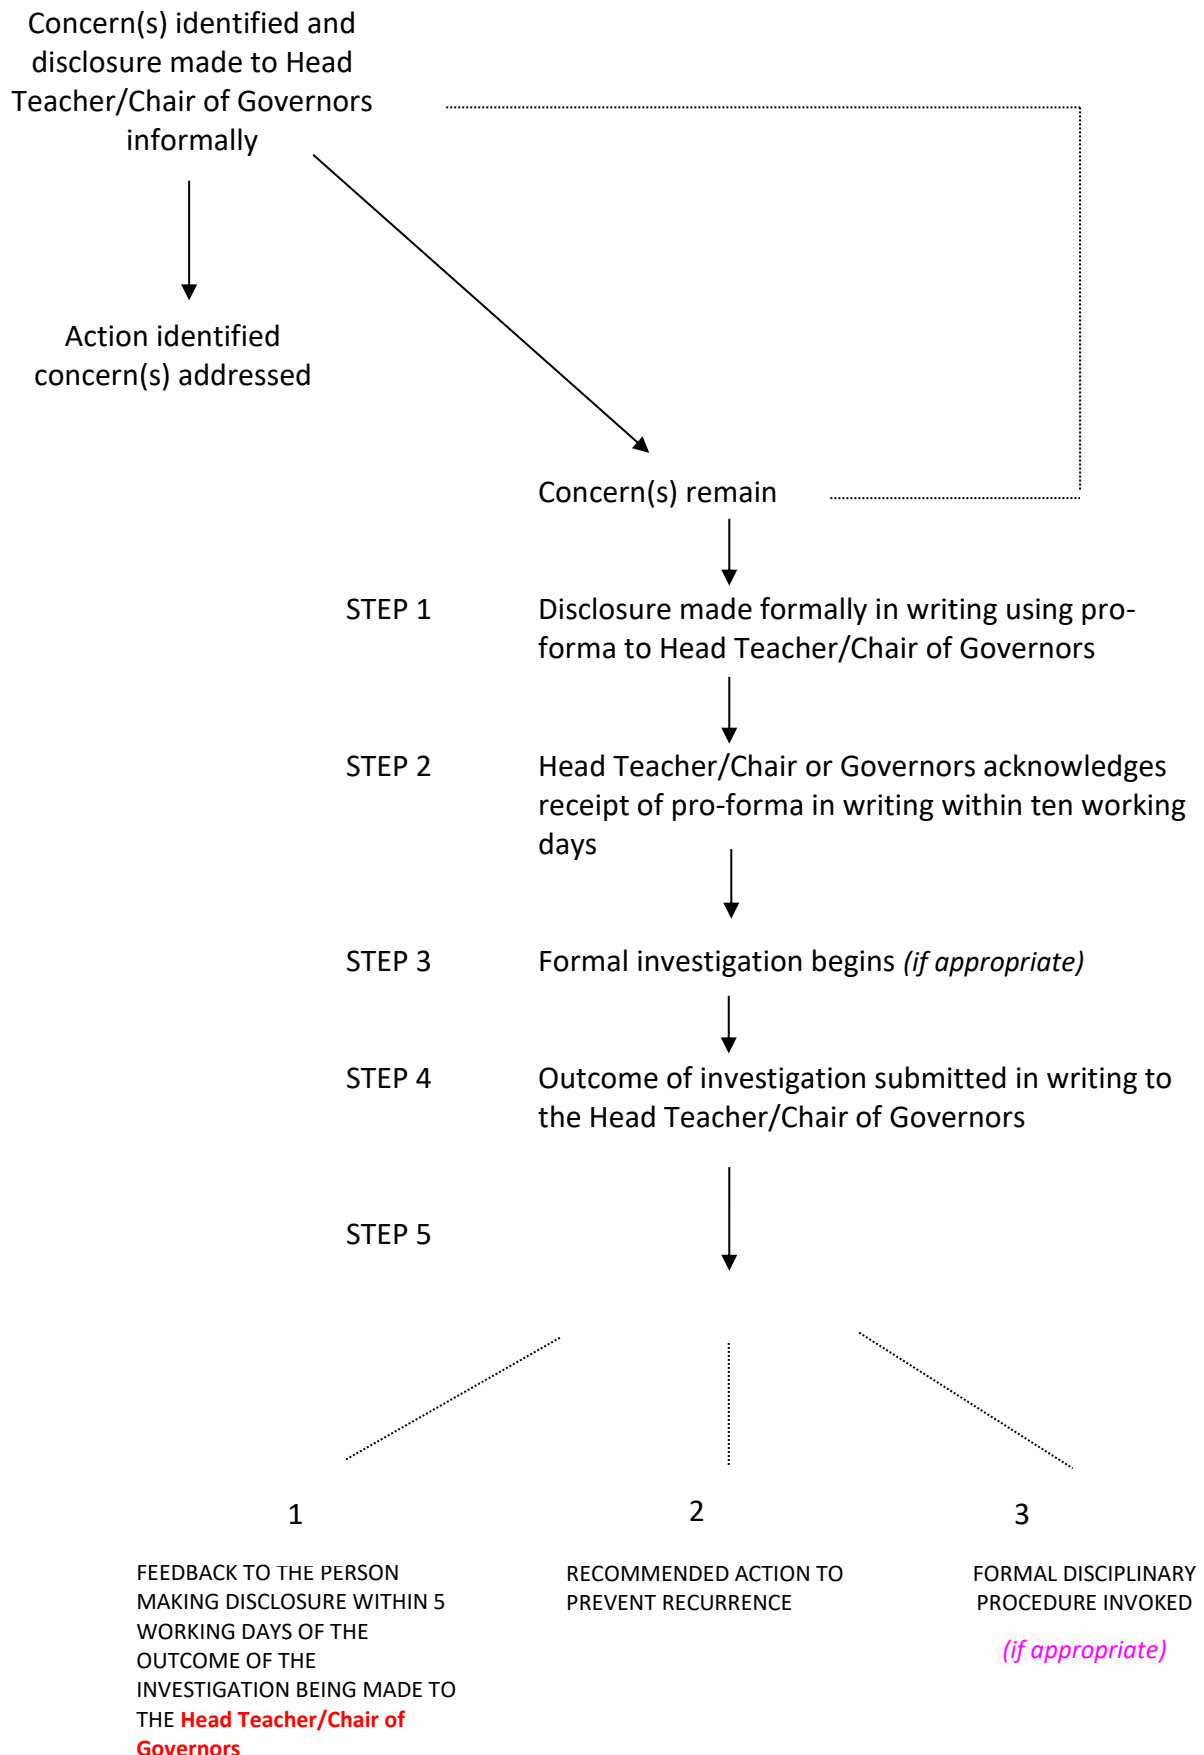 Concern(s) identified and
disclosure made to Head
Teacher/Chair of Governors
informally
Action identified
concern(s) addressed
Concern(s) remain
STEP 1
Disclosure made formally in writing using pro-
forma to Head Teacher/Chair of Governors
STEP 2
Head Teacher/Chair or Governors acknowledges
receipt of pro-forma in writing within ten working
days
STEP 3
Formal investigation begins (if appropriate)
STEP 4
Outcome of investigation submitted in writing to
the Head Teacher/Chair of Governors
STEP 5
1
FEEDBACK TO THE PERSON
MAKING DISCLOSURE WITHIN 5
WORKING DAYS OF THE
OUTCOME OF THE
INVESTIGATION BEING MADE TO
THE Head Teacher/Chair of
Governors
2
RECOMMENDED ACTION TO
PREVENT RECURRENCE
3
FORMAL DISCIPLINARY
PROCEDURE INVOKED
(if appropriate)